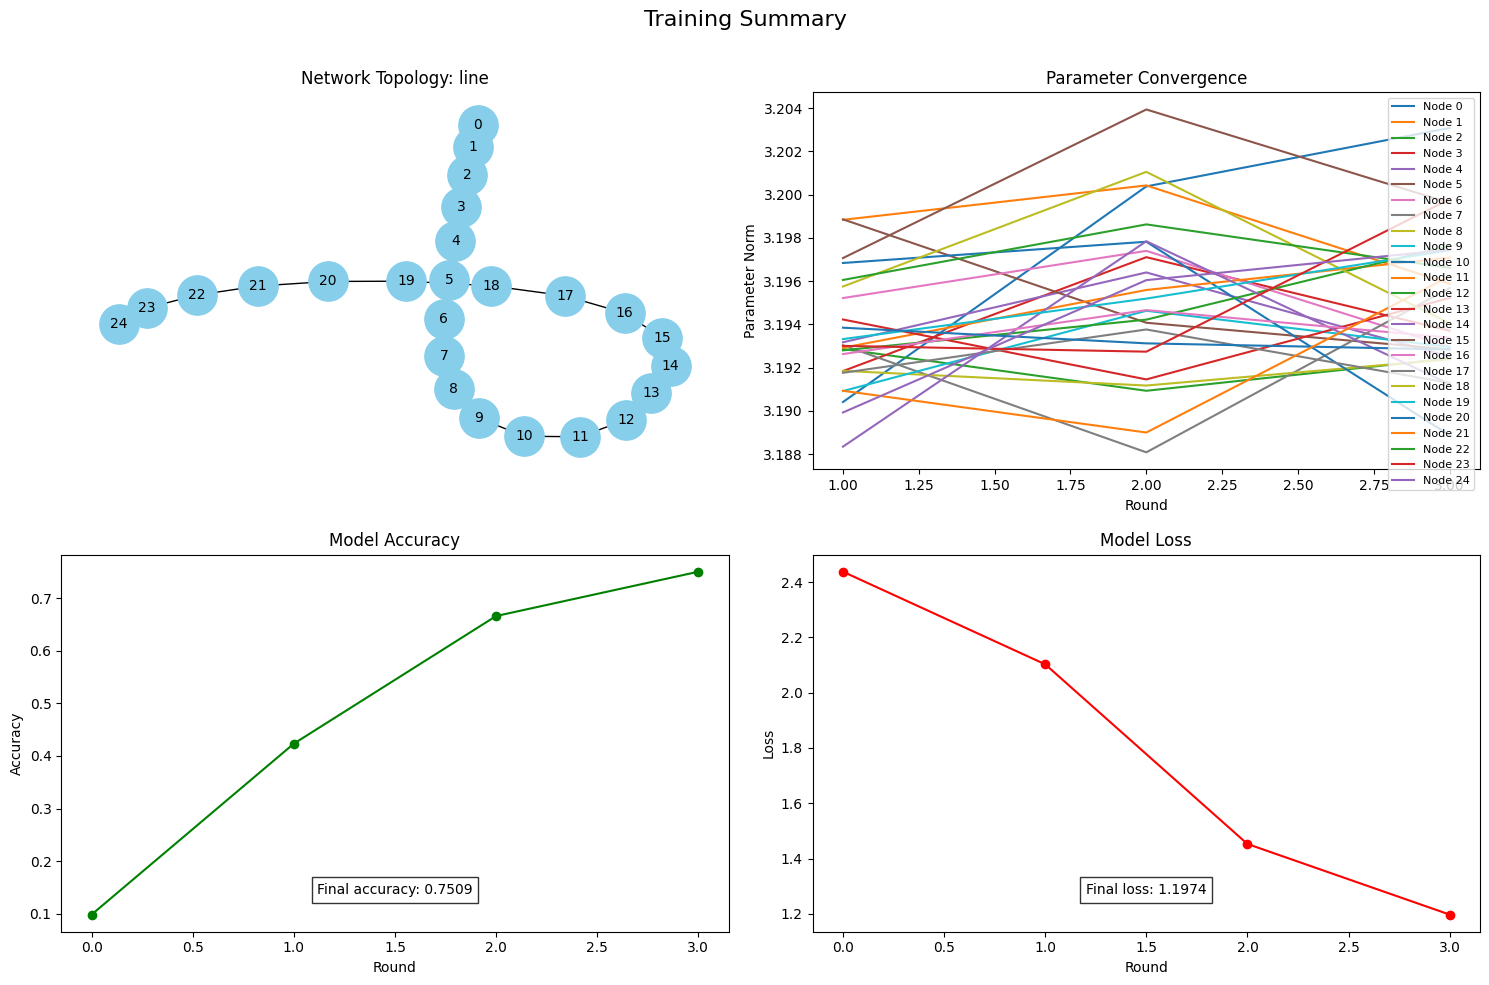 Training Summary
Network Topology: line
0
1
2
3
4
5
6
7
8
9
10
11
12
13
14
15
16
17
18
19
20
21
22
23
24
Parameter Convergence
Parameter Norm
3.204
3.202
3.200
3.198
3.196
3.194
3.192
3.190
3.188
1.00 1.25 1.50 1.75 2.00 2.25 2.50 2.75 3.00
Round
Node 0
Node 1
Node 2
Node 3
Node 4
Node 5
Node 6
Node 7
Node 8
Node 9
Node 10
Node 11
Node 12
Node 13
Node 14
Node 15
Node 16
Node 17
Node 18
Node 19
Node 20
Node 21
Node 22
Node 23
Node 24
Model Accuracy
Accuracy
0.7
0.6
0.5
0.4
0.3
0.2
0.1
Final accuracy: 0.7509
0.0 0.5 1.0 1.5 2.0 2.5 3.0
Round
Model Loss
Loss
2.4
2.2
2.0
1.8
1.6
1.4
1.2
Final loss: 1.1974
0.0 0.5 1.0 1.5 2.0 2.5 3.0
Round